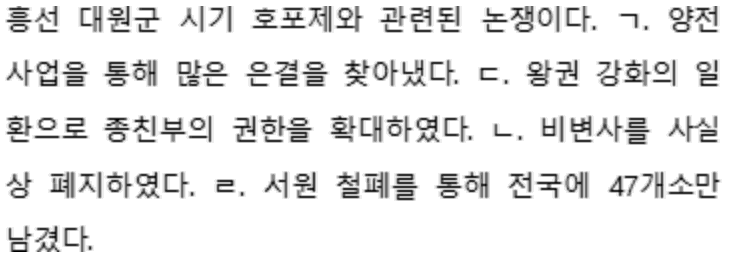 흥선 대원군 시기 호포제와 관련된 논쟁이다. ㄱ. 양전
사업을 통해 많은 은결을 찾아냈다. ㄷ. 왕권 강화의 일
환으로 종친부의 권한을 확대하였다. ㄴ. 비변사를 사실
상 폐지하였다. ㄹ. 서원 철폐를 통해 전국에 47개소만
남겼다.